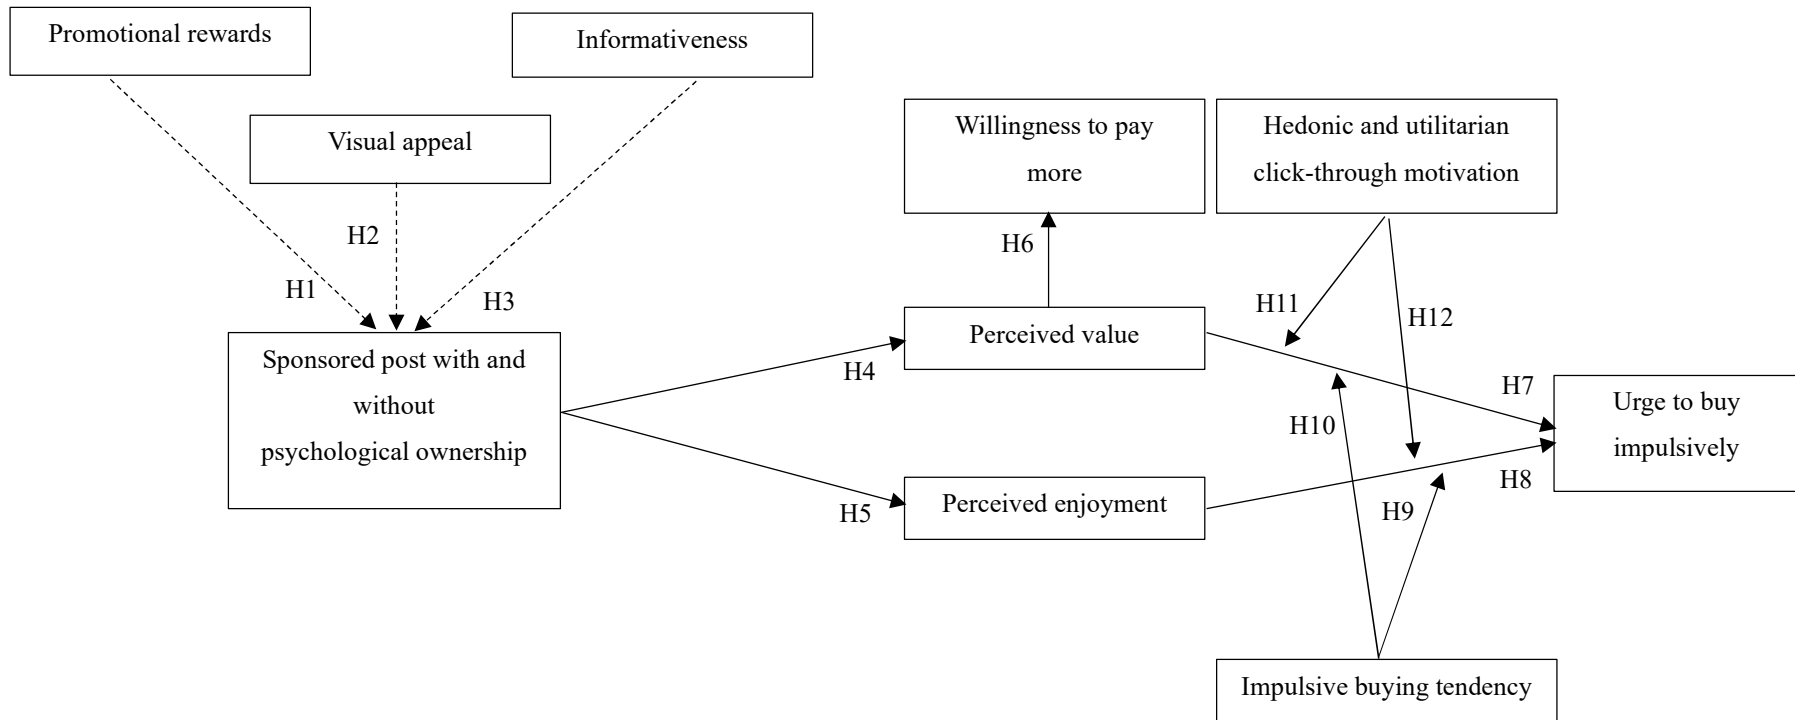 Promotional rewards
Informativeness
Visual appeal
Willingness to pay
more
Hedonic and utilitarian
click-through motivation
H2
H6
H1
H3
H11
H12
Sponsored post with and
without
psychological ownership
Perceived value
H4
H7
Urge to buy
impulsively
H10
H8
Perceived enjoyment
H5
H9
Impulsive buying tendency